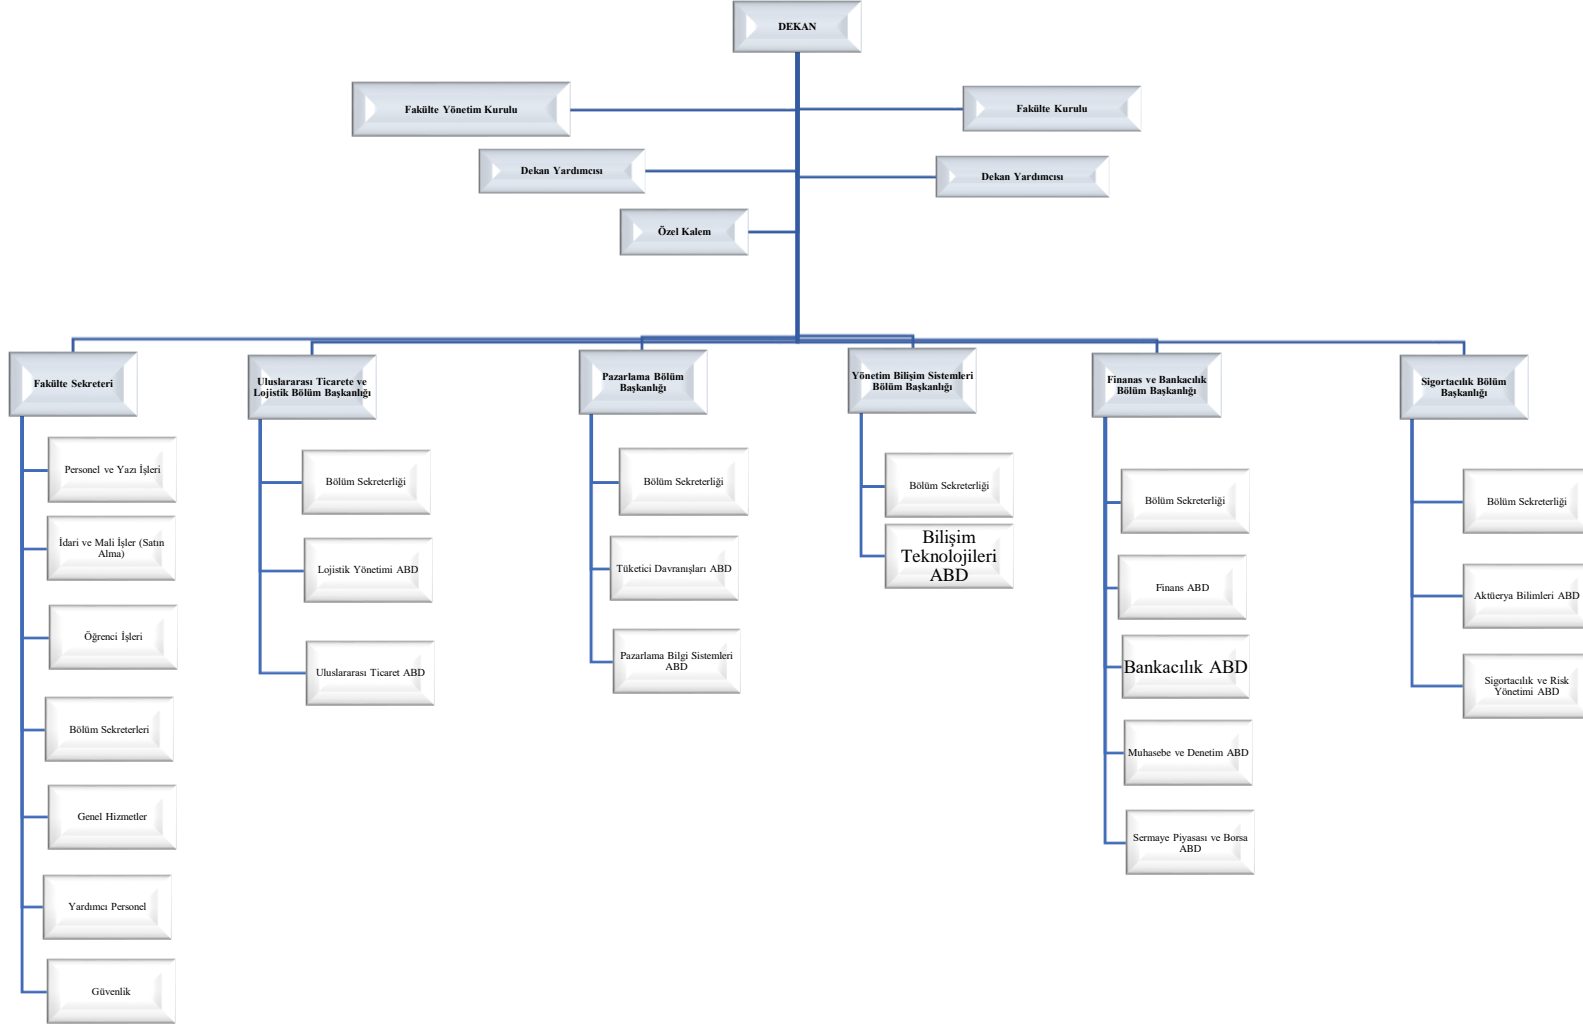 DEKAN
Fakülte Yönetim Kurulu
Fakülte Kurulu
Dekan Yardımcısı
Dekan Yardımcısı
Özel Kalem
Fakülte Sekreteri
Personel ve Yazı İşleri
İdari ve Mali İşler (Satın
Alma)
Öğrenci İşleri
Bölüm Sekreterleri
Genel Hizmetler
Yardımcı Personel
Güvenlik
Uluslararası Ticarete ve
Lojistik Bölüm Başkanlığı
Bölüm Sekreterliği
Lojistik Yönetimi ABD
Uluslararası Ticaret ABD
Pazarlama Bölüm
Başkanlığı
Bölüm Sekreterliği
Tüketici Davranışları ABD
Pazarlama Bilgi Sistemleri
ABD
Yönetim Bilişim Sistemleri
Bölüm Başkanlığı
Bölüm Sekreterliği
Bilişim
Teknolojileri
ABD
Finanas ve Bankacılık
Bölüm Başkanlığı
Bölüm Sekreterliği
Finans ABD
Bankacılık ABD
Muhasebe ve Denetim ABD
Sermaye Piyasası ve Borsa
ABD
Sigortacılık Bölüm
Başkanlığı
Bölüm Sekreterliği
Aktüerya Bilimleri ABD
Sigortacılık ve Risk
Yönetimi ABD